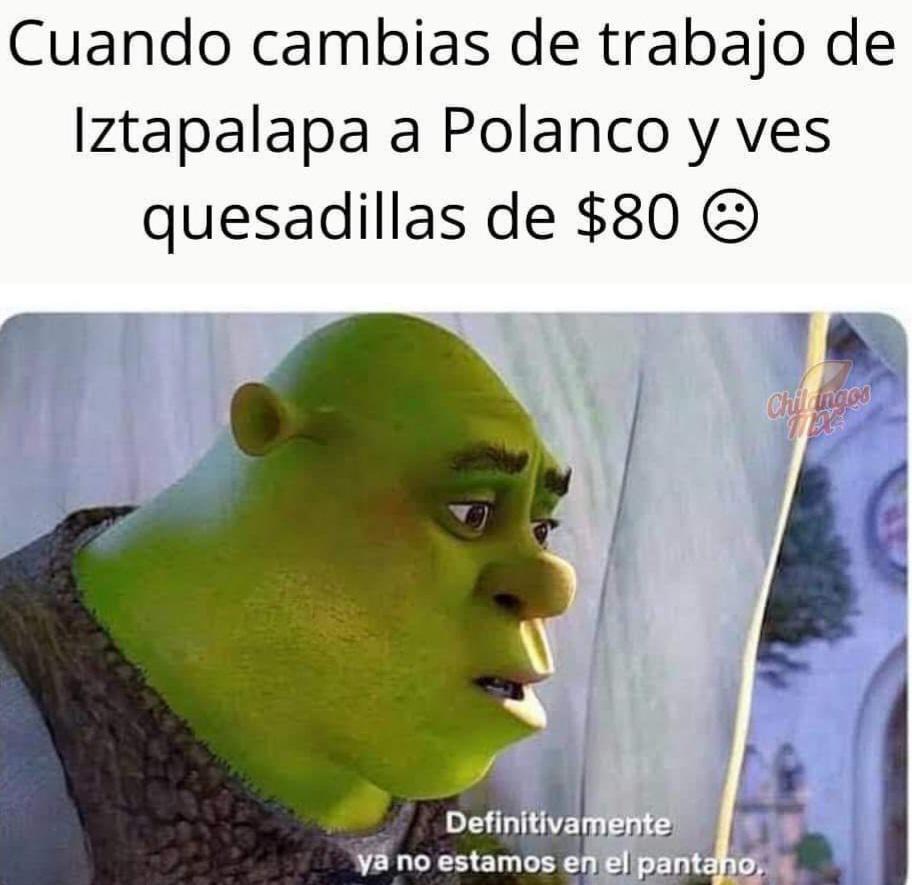 Cuando cambias de trabajo de
Iztapalapa a Polanco y ves
quesadillas de $80 ☹
Chilangos
MX
Definitivamente
ya no estamos en el pantano.